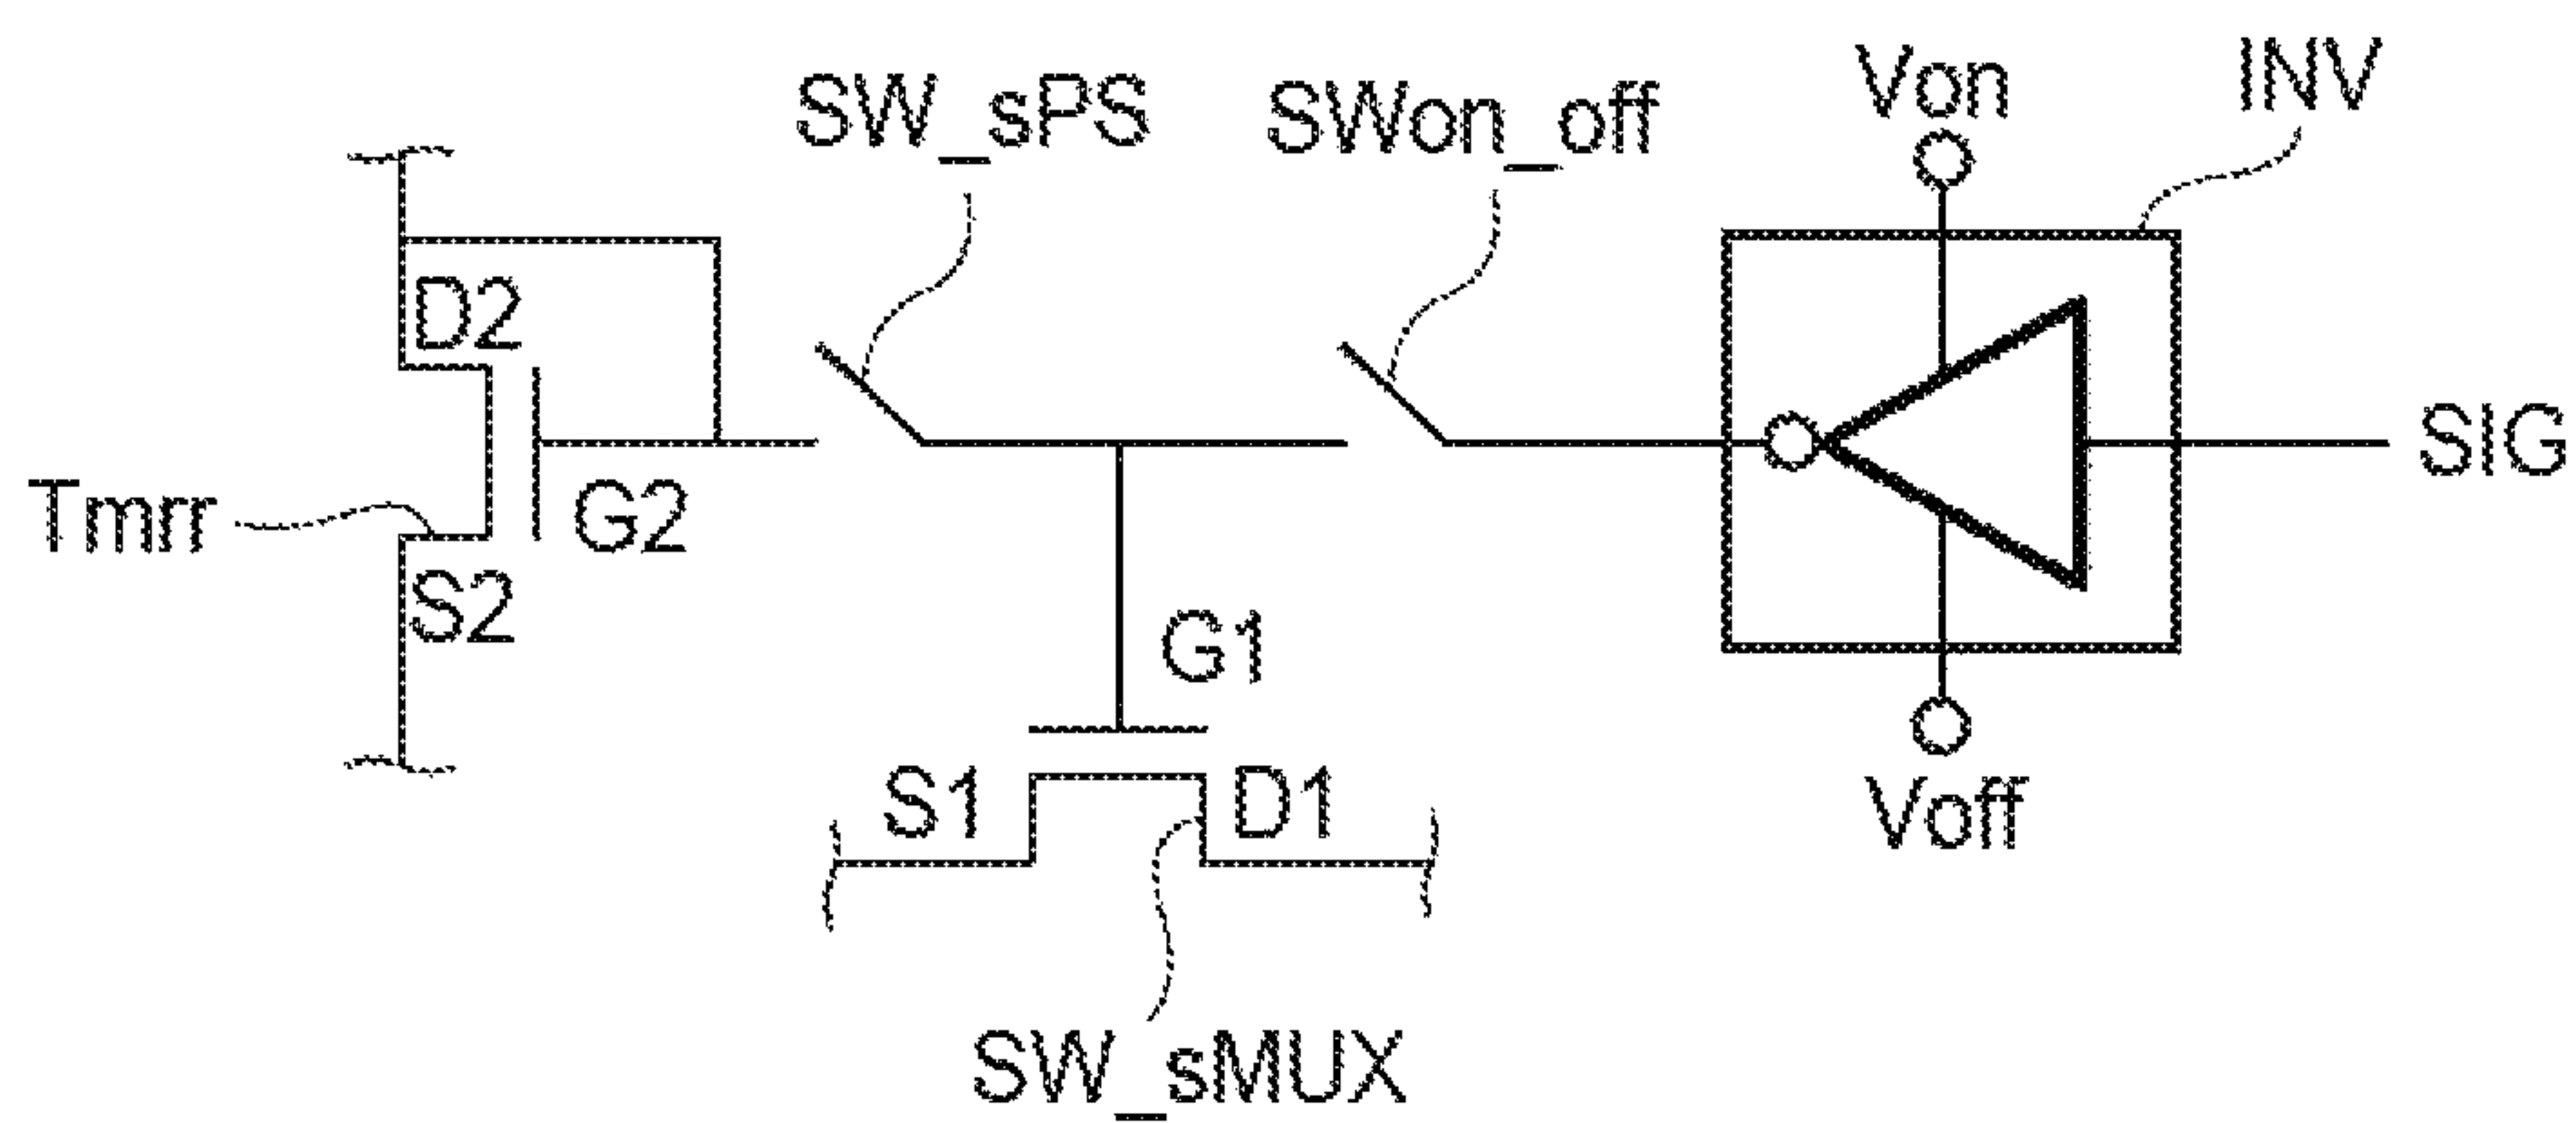 SW_sPS
SWon_off
Von
INV
D2
G2
Tmrr
S2
SIG
G1
S1
D1
Voff
SW_sMUX